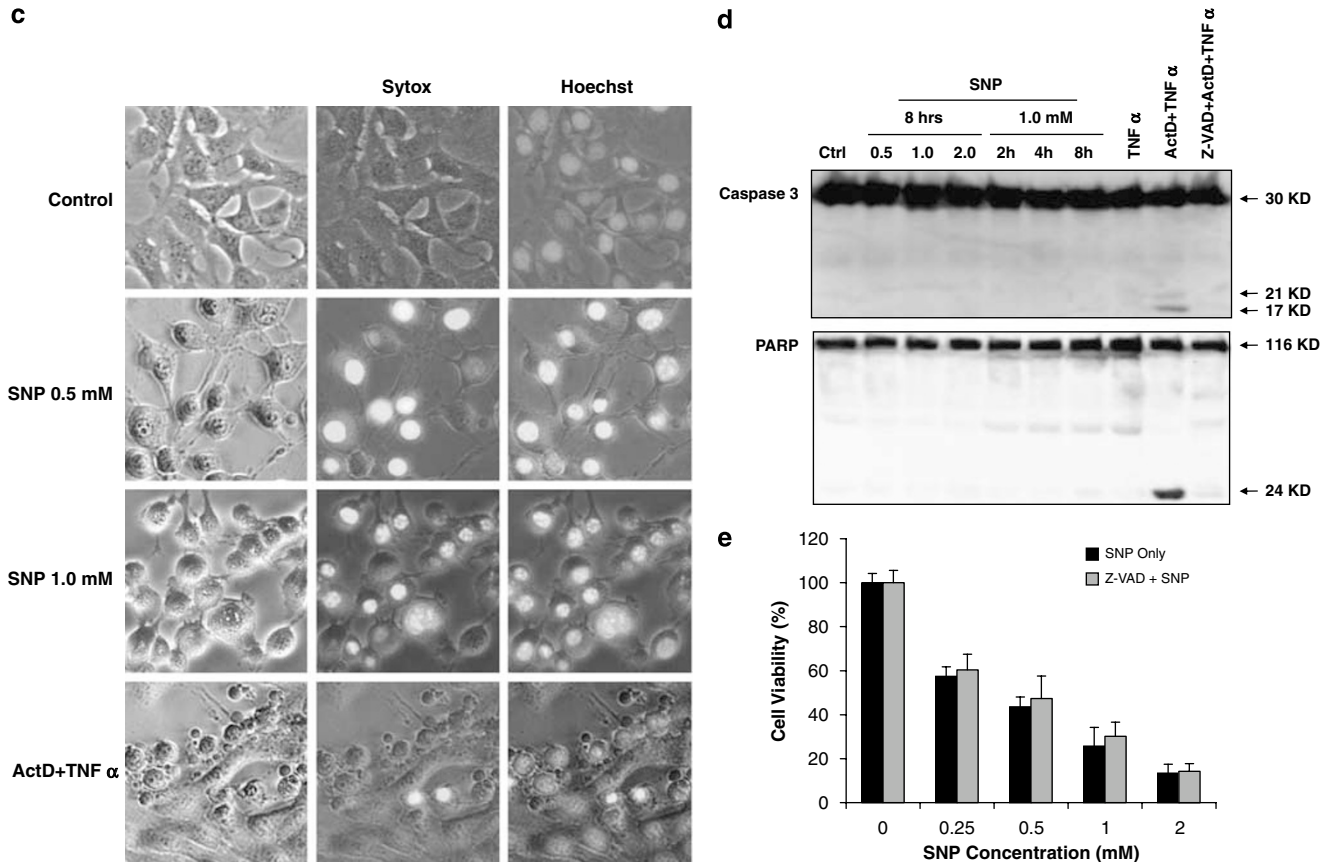 c
Sytox Hoechst
Control
SNP 0.5 mM
SNP 1.0 mM
ActD+TNF α
d
SNP
8 hrs 1.0 mM
Ctrl 0.5 1.0 2.0 2h 4h 8h TNF α ActD+TNF α Z-VAD+ActD+TNF α
Caspase 3
30 KD
21 KD
17 KD
PARP
116 KD
24 KD
e
SNP Only
Z-VAD + SNP
Cell Viability (%)
120
100
80
60
40
20
0
0 0.25 0.5 1 2
SNP Concentration (mM)